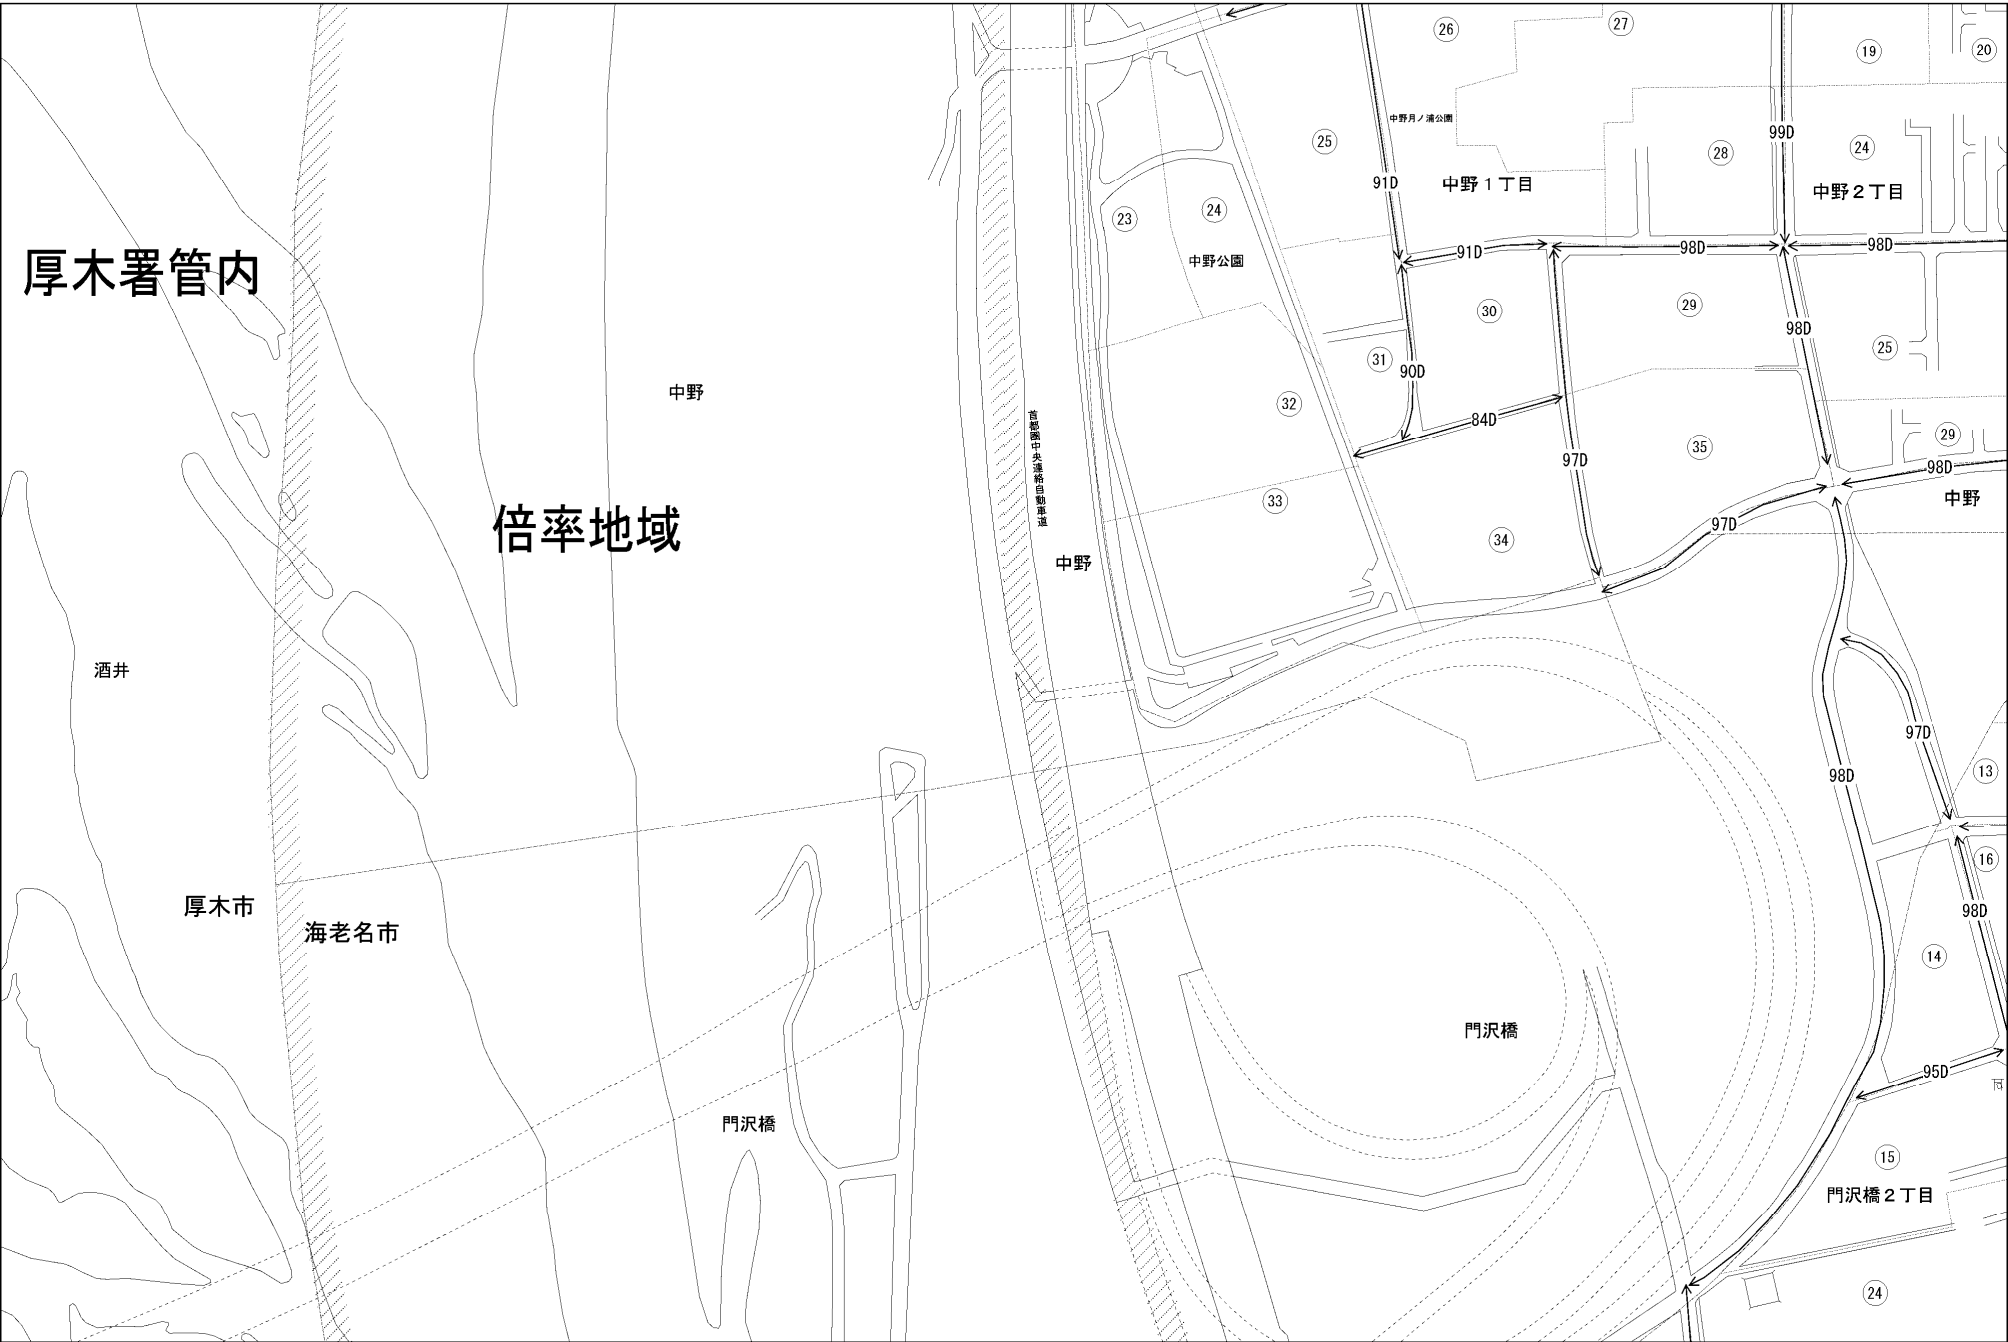 26
27
19
20
中野月ノ浦公園
99D
25
28
24
91D
中野１丁目
中野２丁目
23
24
厚木署管内
中野公園
91D
98D
98D
30
29
98D
25
31
90D
中野
32
84D
首都圏中央連絡自動車道
29
35
97D
98D
33
中野
倍率地域
97D
34
中野
酒井
97D
13
98D
16
厚木市
98D
海老名市
14
門沢橋
95D
門沢橋
15
門沢橋２丁目
24